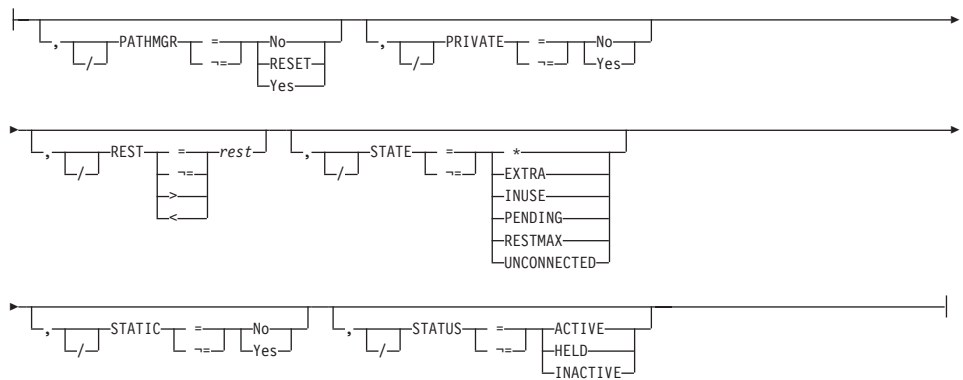 , / PATHMGR = No , / PRIVATE = No
¬= RESET ¬= Yes
Yes
, / REST = rest , / STATE = *
¬= EXTRA
> INUSE
< PENDING
RESTMAX
UNCONNECTED
, / STATIC = No , / STATUS = ACTIVE
¬= Yes ¬= HELD
INACTIVE